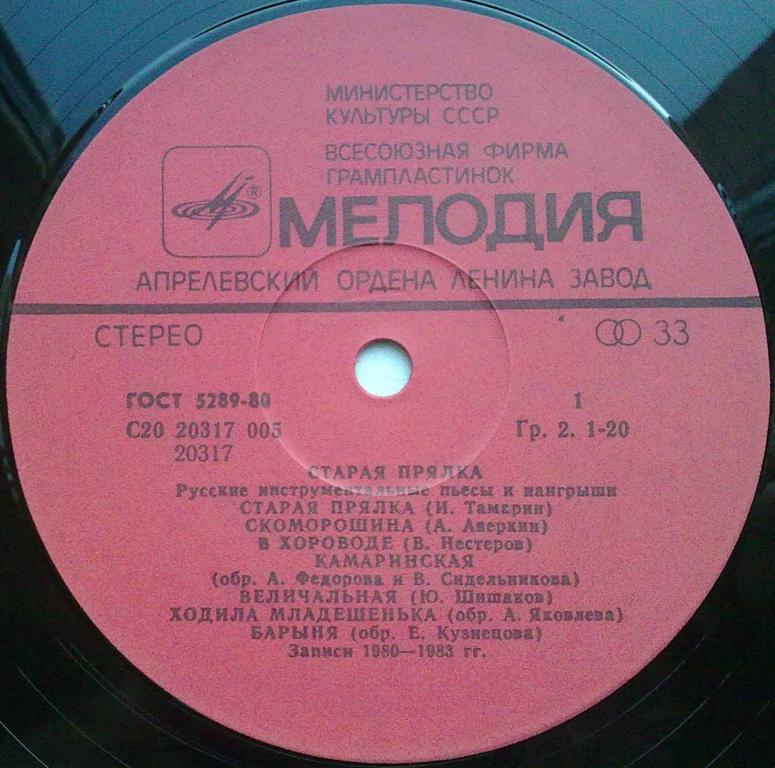 МИНИСТЕРСТВО
КУЛЬТУРЫ СССР
ВСЕСОЮЗНАЯ ФИРМА
ГРАМПЛАСТИНОК
®
МЕЛОДИЯ
АПРЕЛЕВСКИЙ ОРДЕНА ЛЕНИНА ЗАВОД
СТЕРЕО 33
ГОСТ 5289-80 1
С20 20317 005 Гр. 2. 1-20
20317
СТАРАЯ ПРЯЛКА
Русские инструментальные пьесы и наигрыши
СТАРАЯ ПРЯЛКА (И. Тамарин)
СКОМОРОШИНА (А. Аверкин)
В ХОРОВОДЕ (В. Нестеров)
КАМАРИНСКАЯ
(обр. А. Федорова и В. Сидельникова)
ВЕЛИЧАЛЬНАЯ (Ю. Шишаков)
ХОДИЛА МЛАДЕШЕНЬКА (обр. А. Яковлева)
БАРЫНЯ (обр. Е. Кузнецова)
Записи 1980—1983 гг.